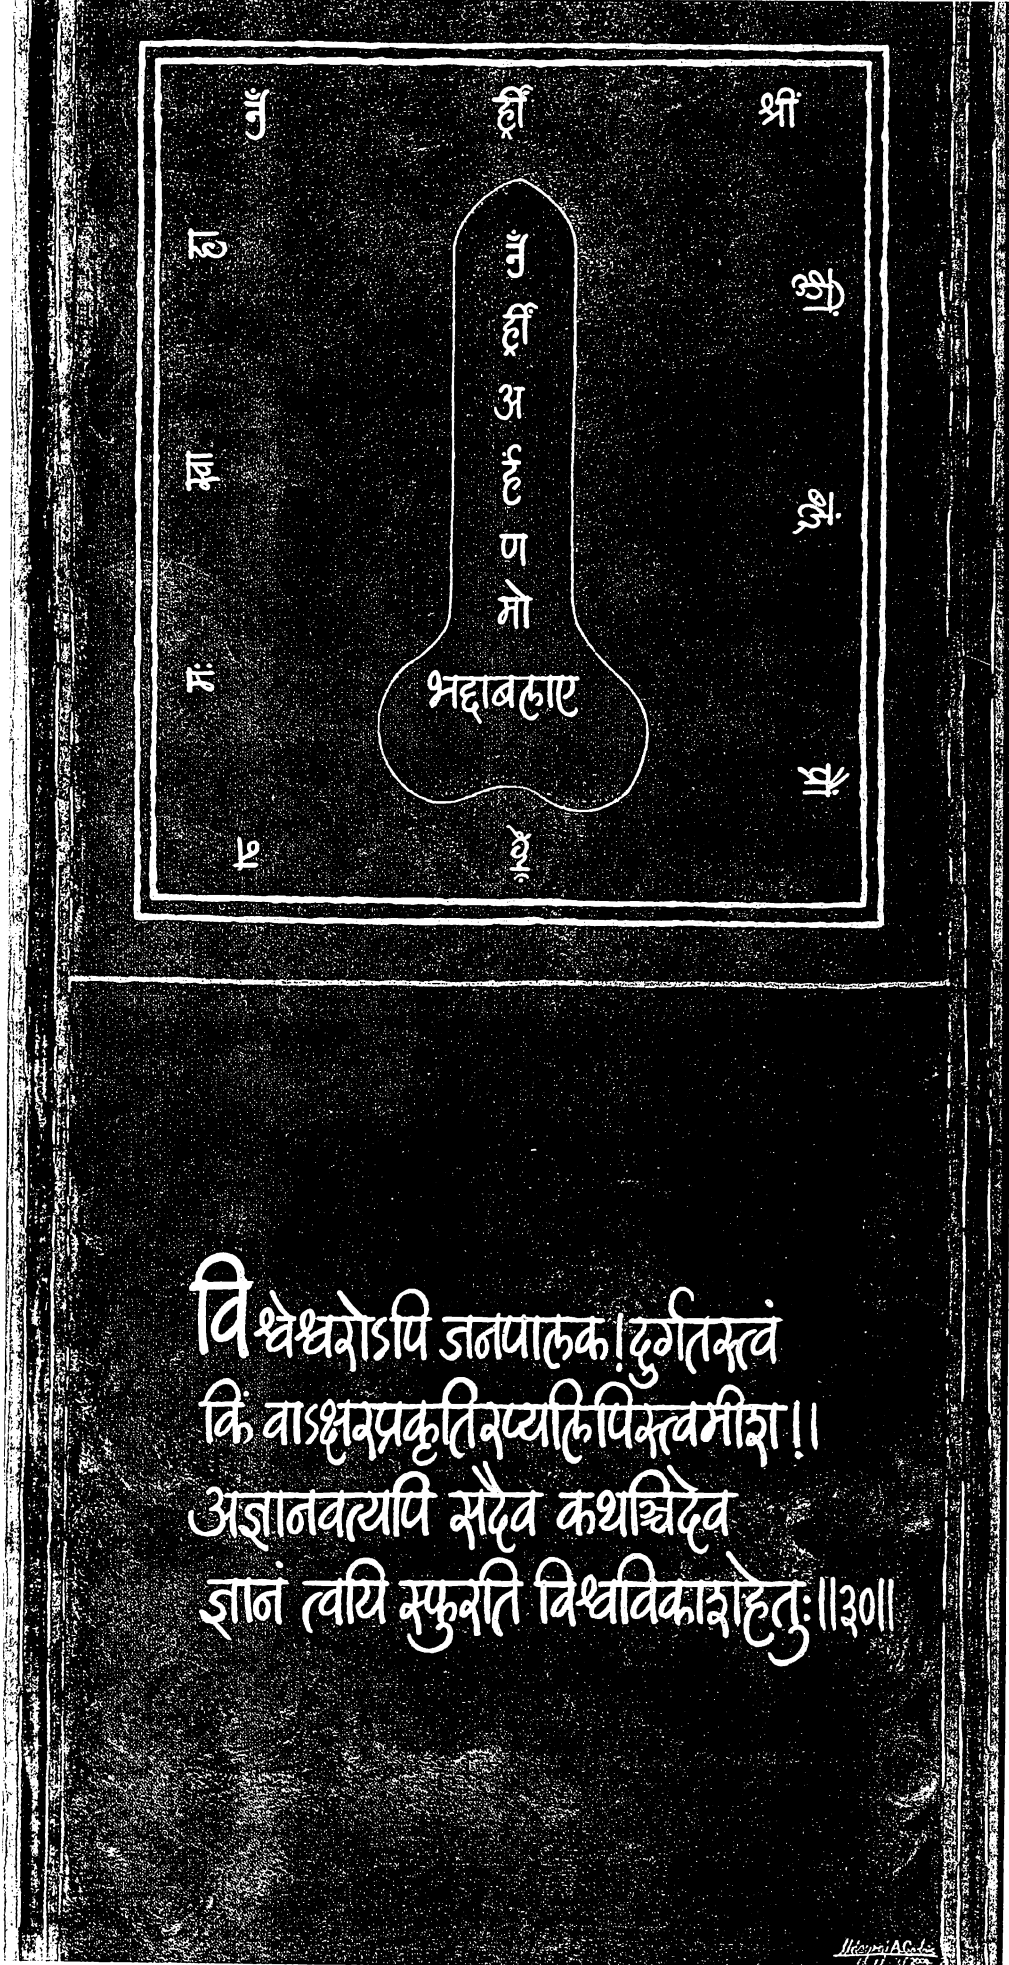 ॐ ह्रीं श्रीं
क्लीं
ब्लूं
ॐ
ह्रीं
अ
र्हं
ण
मो
भद्दाबलाए
हा
स्वा
मः
न
विश्वेश्वरोऽपि जनपालक! दुर्गतस्त्वं
किं वाऽक्षरप्रकृतिरप्यलिपिस्त्वमीश!।
अज्ञानवत्यपि सदैव कथञ्चिदेव
ज्ञानं त्वयि स्फुरति विश्वविकाशहेतुः॥३०॥